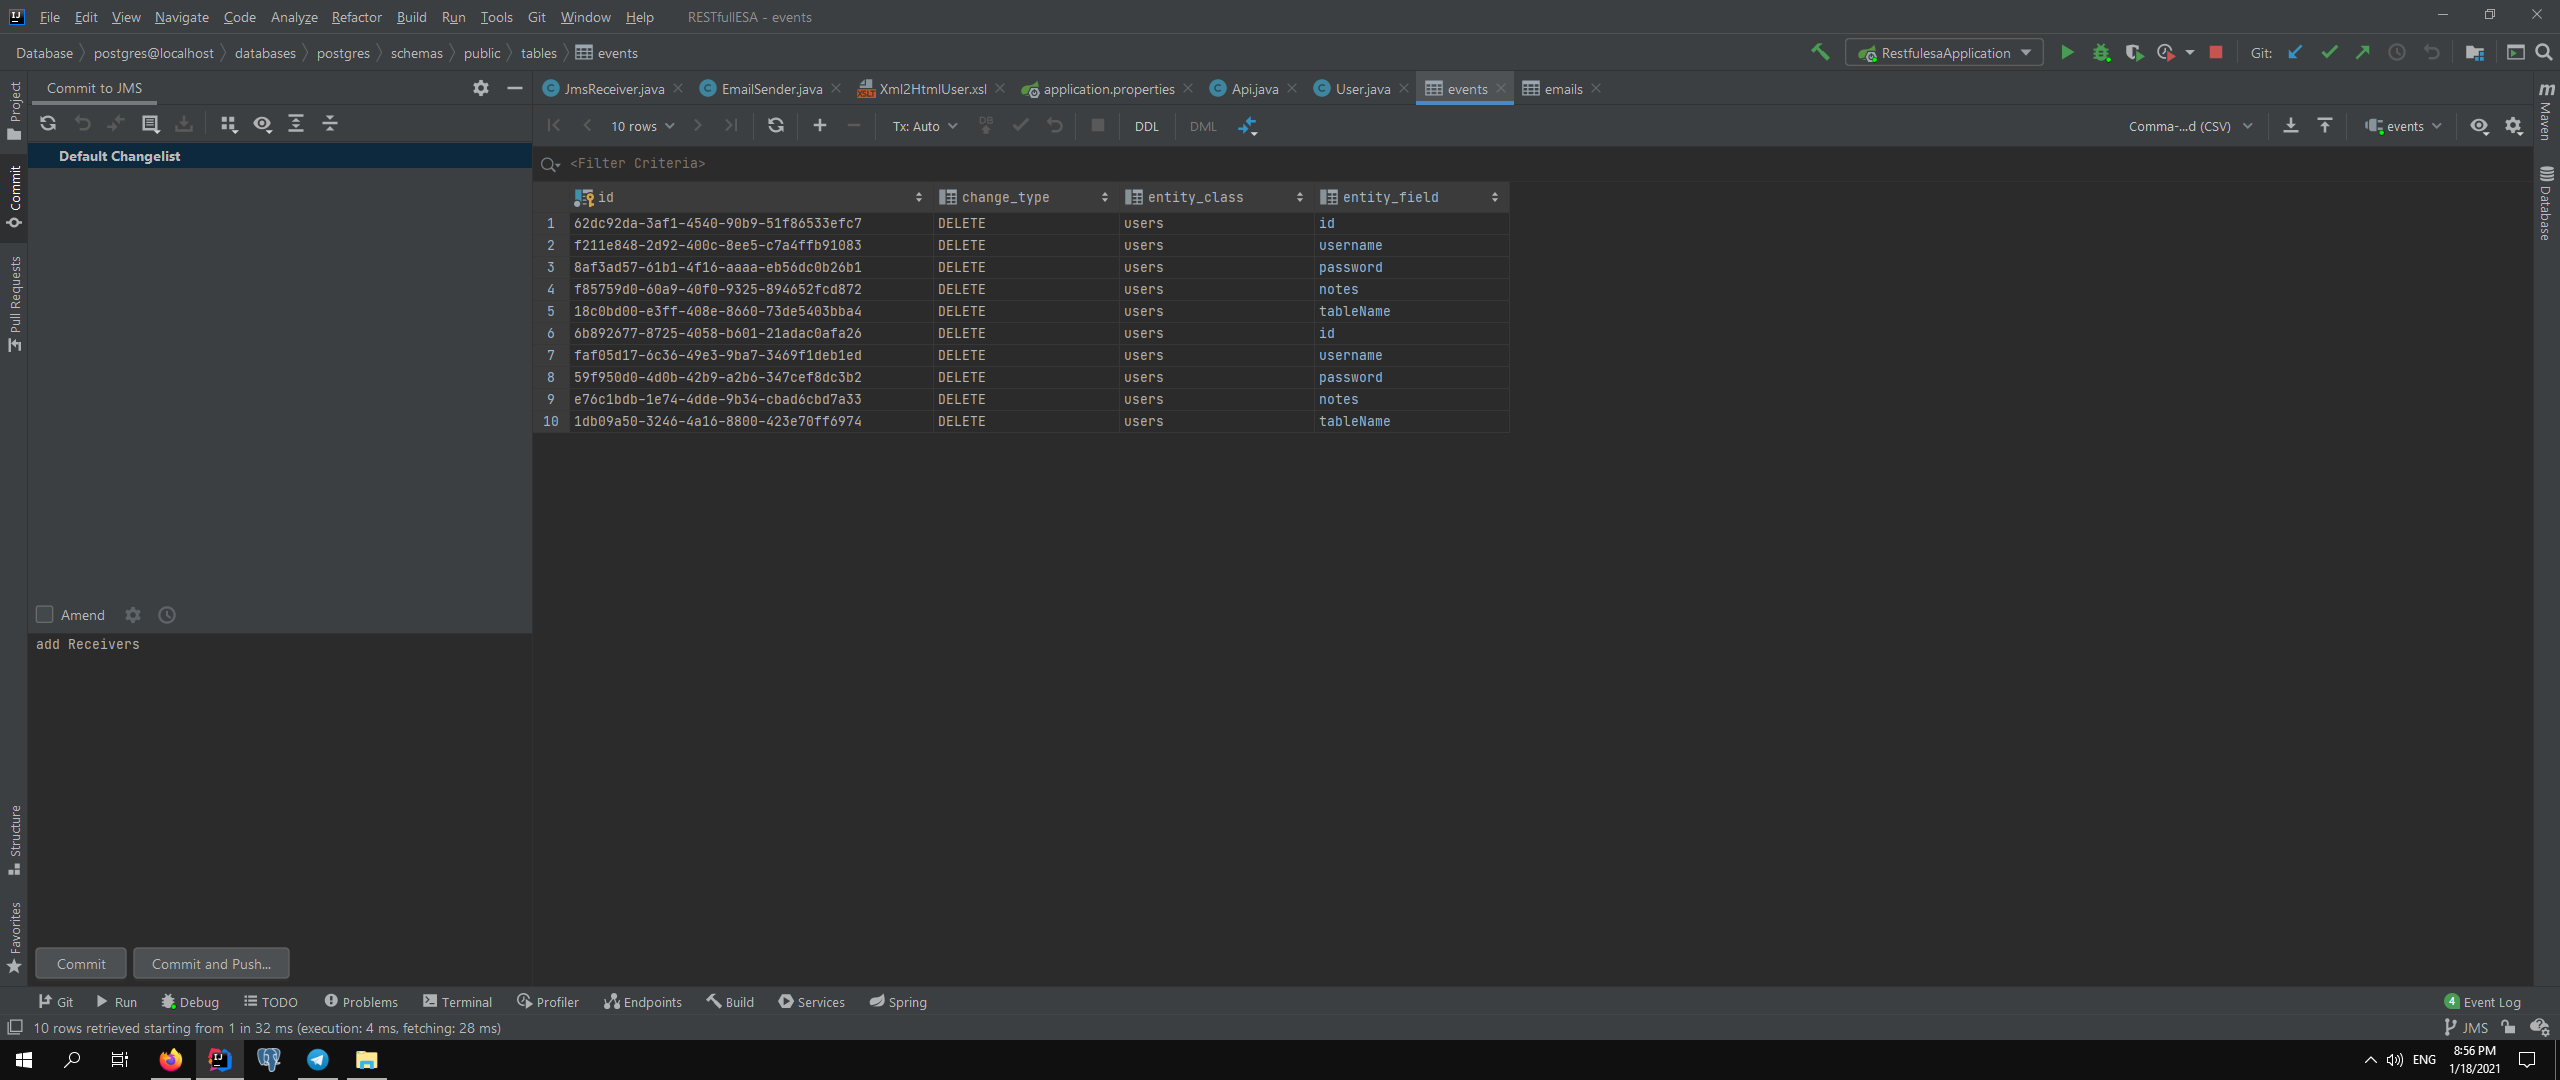 File Edit View Navigate Code Analyze Refactor Build Run Tools Git Window Help RESTfullESA - events
Database postgres@localhost databases postgres schemas public tables events RestfulesaApplication Git:
Commit to JMS
JmsReceiver.java EmailSender.java Xml2HtmlUser.xsl application.properties Api.java User.java events emails
10 rows Tx: Auto DB DDL DML Comma-...d (CSV) events
Default Changelist
<Filter Criteria>
id change_type entity_class entity_field
1 62dc92da-3af1-4540-90b9-51f86533efc7 DELETE users id
2 f211e848-2d92-400c-8ee5-c7a4ffb91083 DELETE users username
3 8af3ad57-61b1-4f16-aaaa-eb56dc0b26b1 DELETE users password
4 f85759d0-60a9-40f0-9325-894652fcd872 DELETE users notes
5 18c0bd00-e3ff-408e-8660-73de5403bba4 DELETE users tableName
6 6b892677-8725-4058-b601-21adac0afa26 DELETE users id
7 faf05d17-6c36-49e3-9ba7-3469f1deb1ed DELETE users username
8 59f950d0-4d0b-42b9-a2b6-347cef8dc3b2 DELETE users password
9 e76c1bdb-1e74-4dde-9b34-cbad6cbd7a33 DELETE users notes
10 1db09a50-3246-4a16-8800-423e70ff6974 DELETE users tableName
Project
Commit
Pull Requests
Structure
Favorites
Maven
Database
Amend
add Receivers
Commit Commit and Push...
Git Run Debug TODO Problems Terminal Profiler Endpoints Build Services Spring 4 Event Log
10 rows retrieved starting from 1 in 32 ms (execution: 4 ms, fetching: 28 ms) JMS
ENG 8:56 PM
1/18/2021